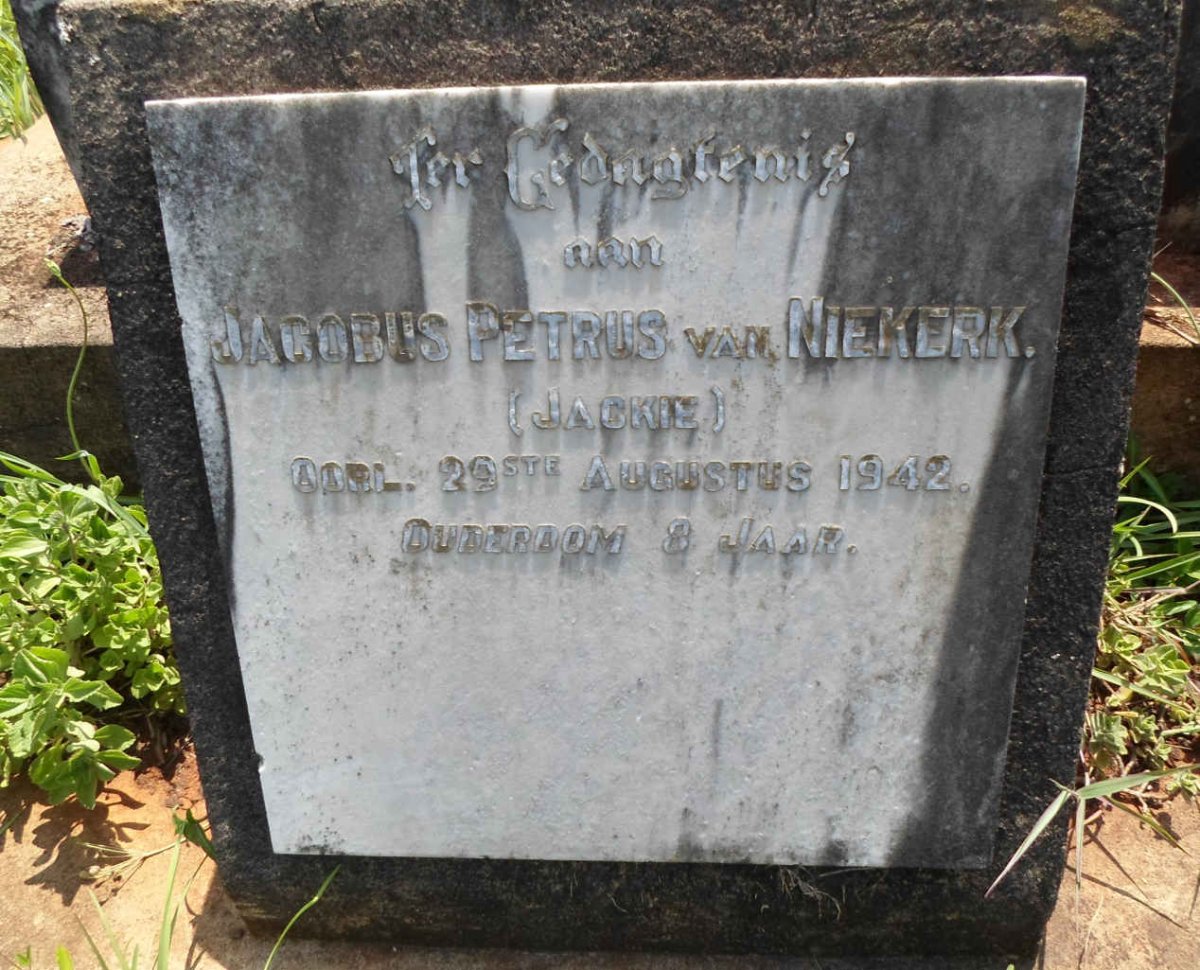 Ter Gedagtenis
aan
JACOBUS PETRUS VAN NIEKERK.
(JACKIE)
OORL. 29STE AUGUSTUS 1942.
OUDERDOM 8 JAAR.